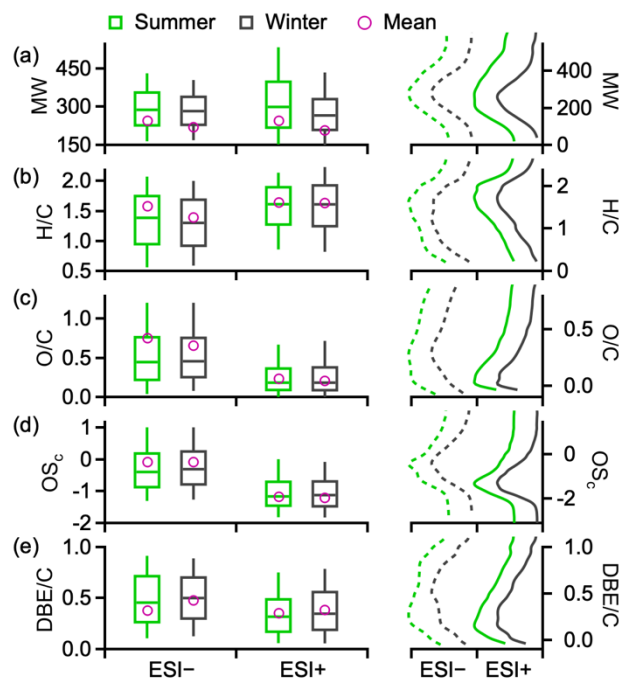 Summer Winter Mean
(a)
MW
450
300
150
400
200
0
MW
(b)
H/C
2.0
1.5
1.0
0.5
2
1
0
H/C
(c)
O/C
1.0
0.5
0.0
0.5
0.0
O/C
(d)
OSc
1
0
-1
-2
0
-2
OSc
(e)
DBE/C
1.0
0.5
0.0
1.0
0.5
0.0
DBE/C
ESI− ESI+ ESI− ESI+